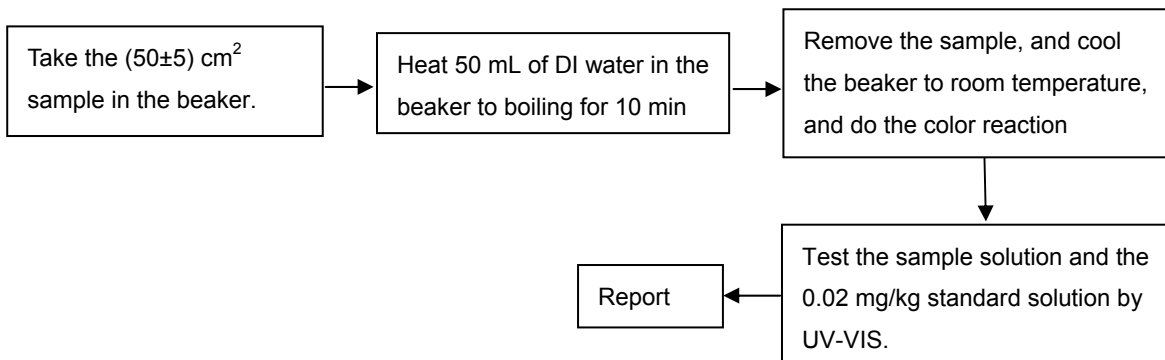 Take the (50±5) cm²
sample in the beaker.
Heat 50 mL of DI water in the
beaker to boiling for 10 min
Remove the sample, and cool
the beaker to room temperature,
and do the color reaction
Test the sample solution and the
0.02 mg/kg standard solution by
UV-VIS.
Report